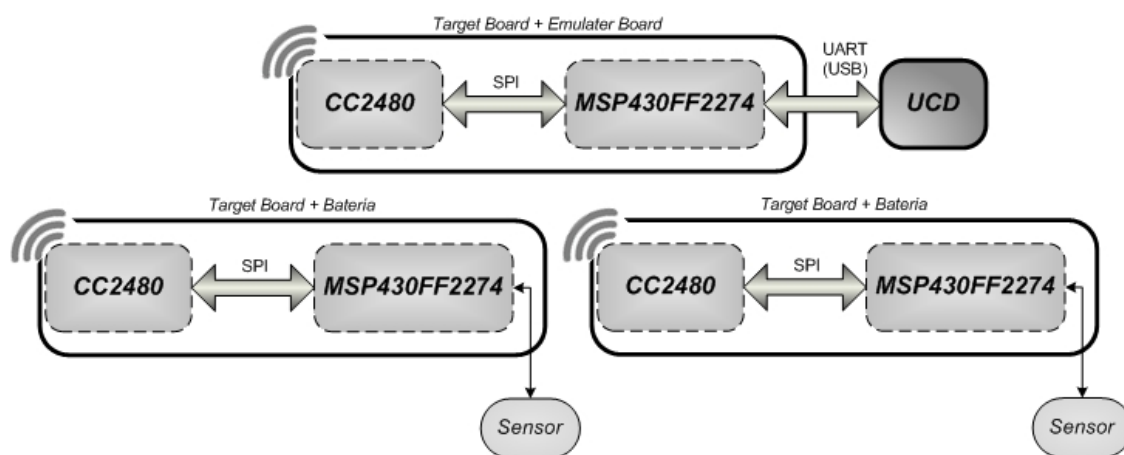 Target Board + Emulater Board
CC2480
SPI
MSP430FF2274
UART
(USB)
UCD
Target Board + Bateria
CC2480
SPI
MSP430FF2274
Sensor
Target Board + Bateria
CC2480
SPI
MSP430FF2274
Sensor